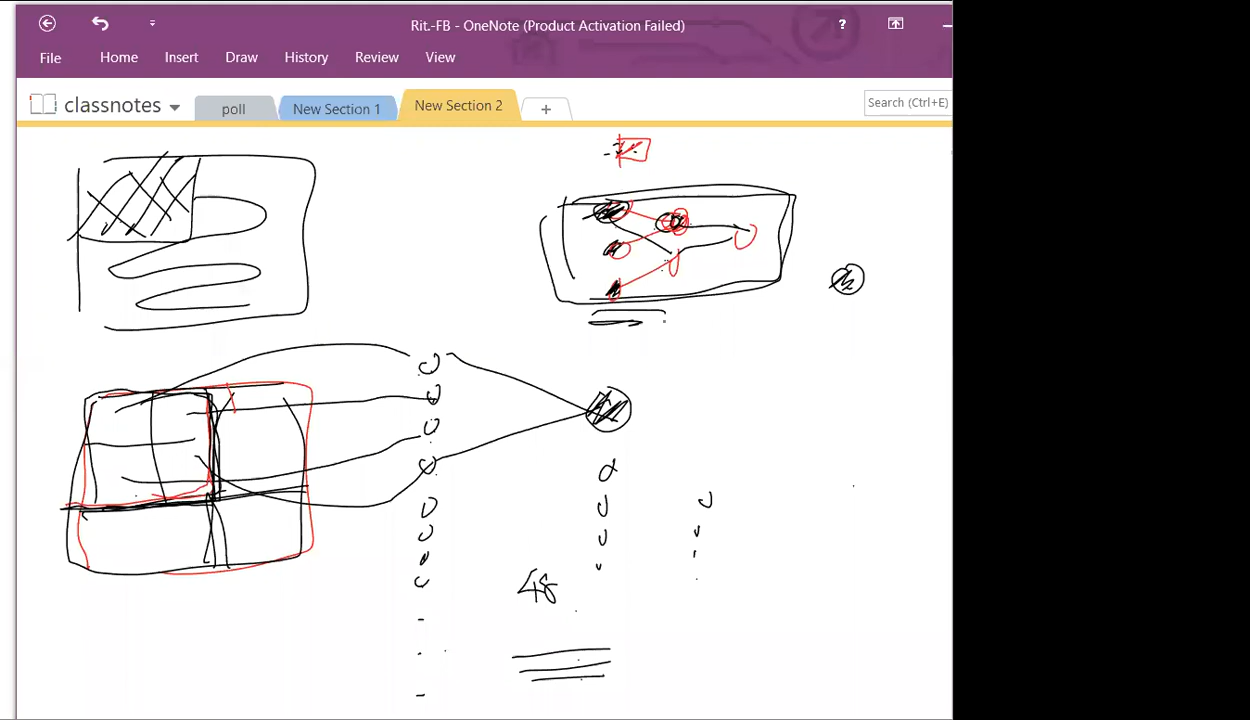 Rit.-FB - OneNote (Product Activation Failed)
?
File Home Insert Draw History Review View
classnotes poll New Section 1 New Section 2 + Search (Ctrl+E)
48